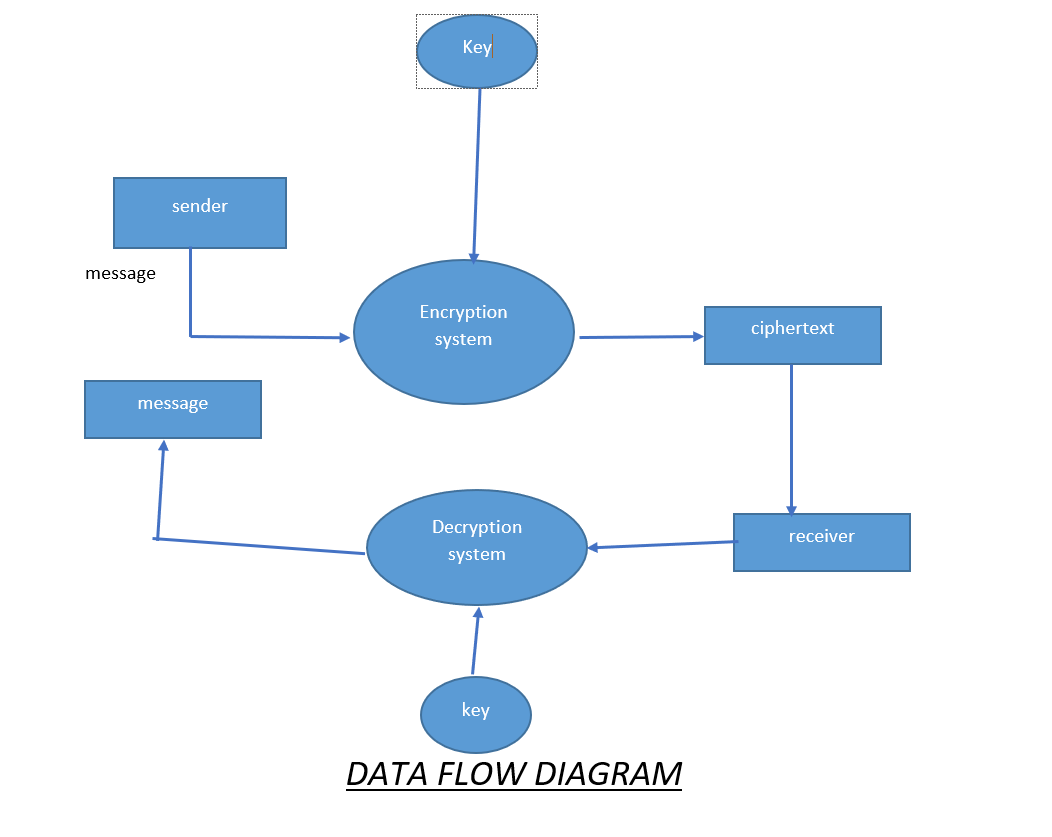 Key
sender
message
Encryption
system
ciphertext
message
Decryption
system
receiver
key
DATA FLOW DIAGRAM